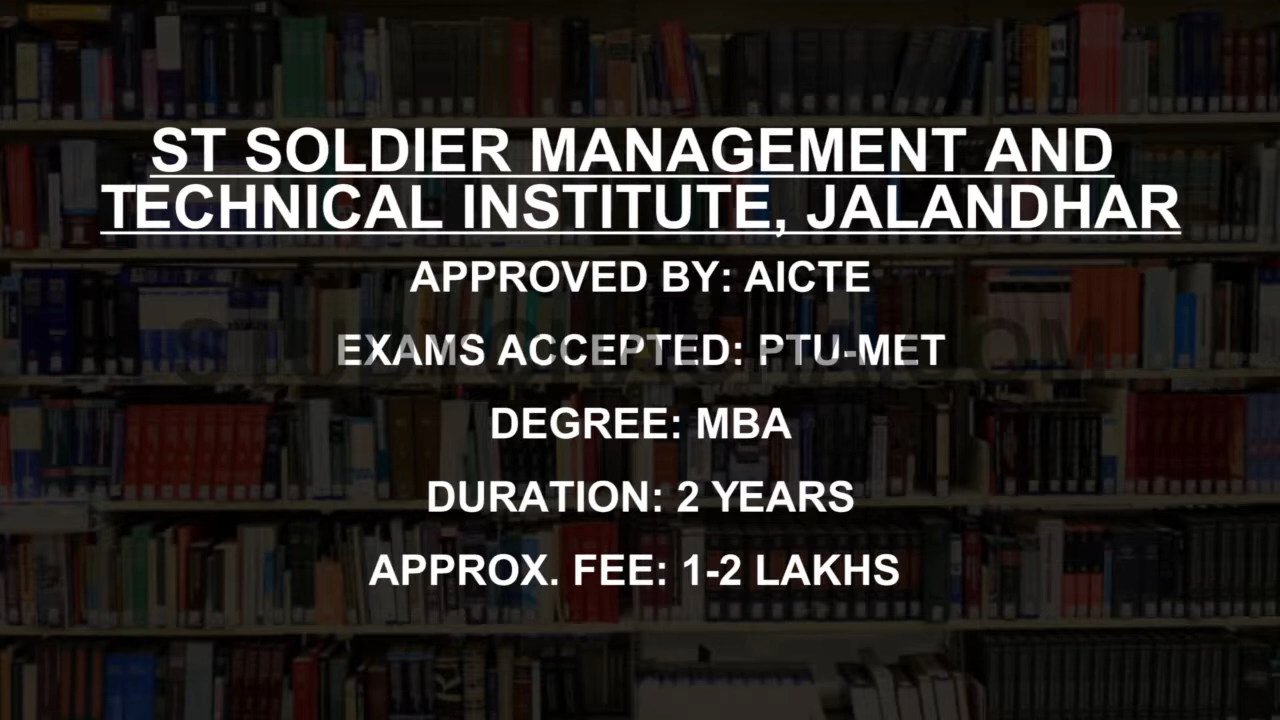 ST SOLDIER MANAGEMENT AND
TECHNICAL INSTITUTE, JALANDHAR
APPROVED BY: AICTE
EXAMS ACCEPTED: PTU-MET
DEGREE: MBA
DURATION: 2 YEARS
APPROX. FEE: 1-2 LAKHS